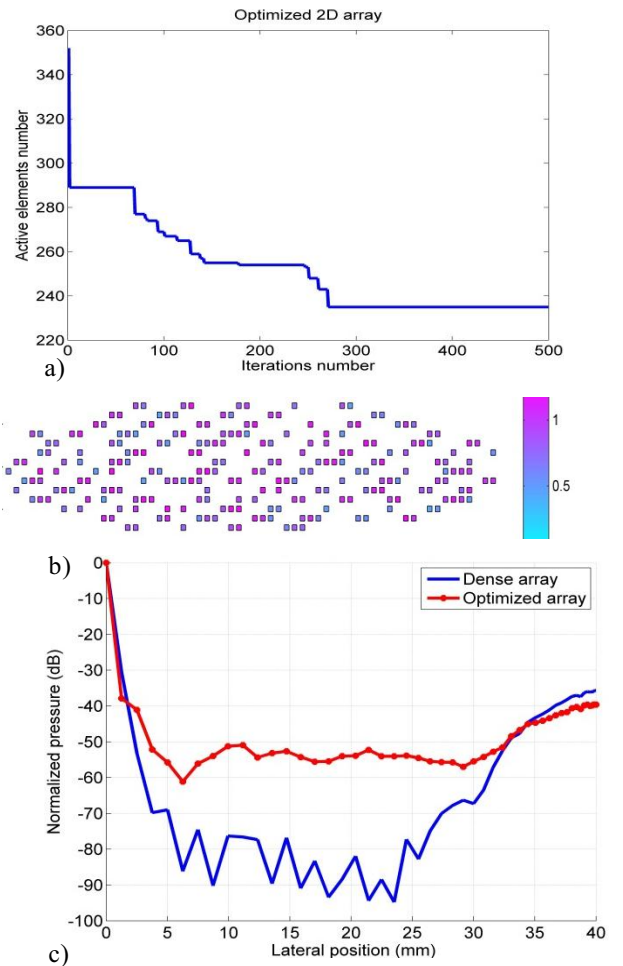 Optimized 2D array
360
340
320
300
280
260
240
220
Active elements number
0 100 200 300 400 500
Iterations number
a)
1
0.5
b)
0
-10
-20
-30
-40
-50
-60
-70
-80
-90
-100
Normalized pressure (dB)
Dense array
Optimized array
0 5 10 15 20 25 30 35 40
Lateral position (mm)
c)